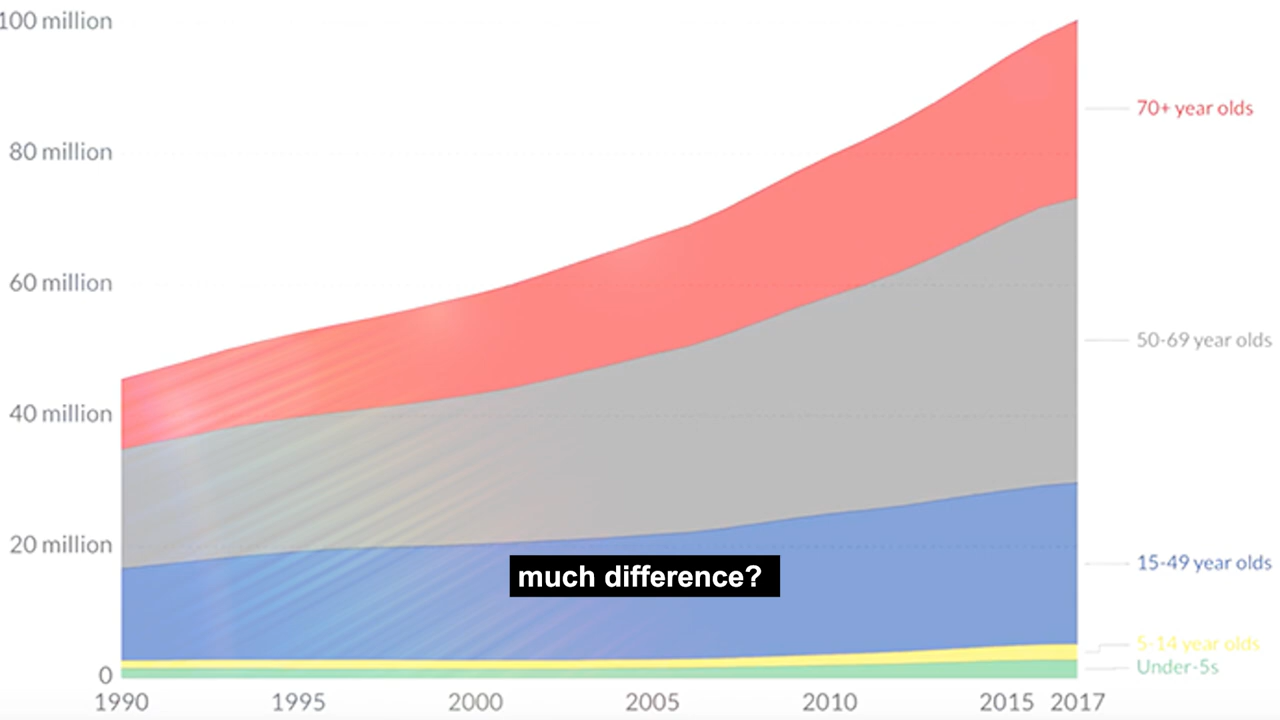 100 million
80 million
60 million
40 million
20 million
0
1990 1995 2000 2005 2010 2015 2017
70+ year olds
50-69 year olds
15-49 year olds
5-14 year olds
Under-5s
much difference?